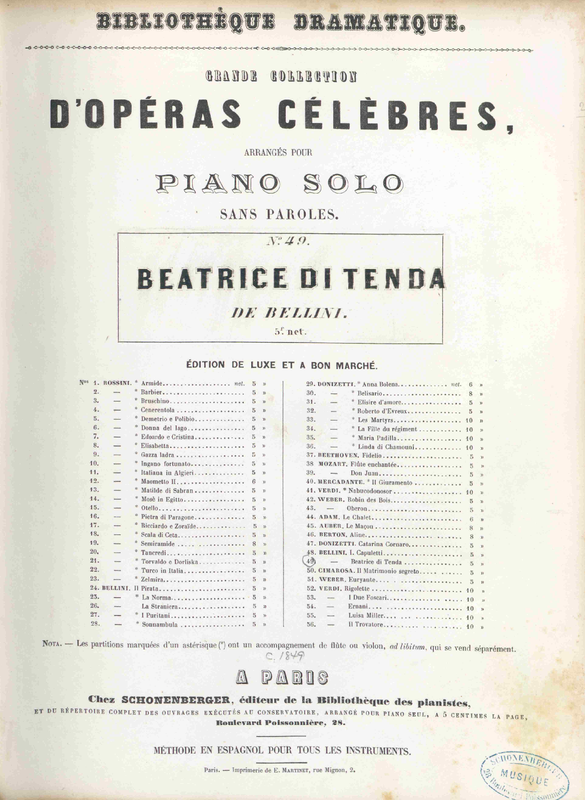 BIBLIOTHÈQUE DRAMATIQUE.
GRANDE COLLECTION
D'OPÉRAS CÉLÈBRES,
ARRANGÉS POUR
PIANO SOLO
SANS PAROLES.
N.º 49.
BEATRICE DI TENDA
DE BELLINI.
5f net.
ÉDITION DE LUXE ET A BON MARCHÉ.
Nos 1. ROSSINI. * Armide. net. 5 »
2. — * Barbier. 5 »
3. — * Bruschino. 5 »
4. — * Cenerentola 5 »
5. — * Demetrio e Polibio. 5 »
6. — * Donna del lago. 5 »
7. — * Eduardo e Cristina. 5 »
8. — * Elisabetta. 5 »
9. — * Gazza ladra. 5 »
10. — * Ingano fortonato. 5 »
11. — * Italiana in Algieri. 5 »
12. — * Maometto II. 6 »
13. — * Matilde di Sabran 5 »
14. — * Mosè in Egitto. 5 »
15. — * Otello. 5 »
16. — * Pietra di Paragone 5 »
17. — * Ricciardo e Zoraïde. 5 »
18. — * Scala di Ceta. 5 »
19. — * Semiramide 8 »
20. — * Tancredi. 5 »
21. — * Torvaldo e Dorliska 5 »
22. — * Turco in Italia. 5 »
23. — * Zelmira. 5 »
24. BELLINI. Il Pirata. 5 »
25. — * La Norma. 5 »
26. — La Straniera. 5 »
27. — * I Puritani 5 »
28. — * Sonnambula 5 »
29. DONIZETTI. * Anna Bolena. net. 6 »
30. — * Belisario. 8 »
31. — * Elisire d'amore. 5 »
32. — * Roberto d'Evreux 5 »
33. — * Les Martyrs. 10 »
34. — * La Fille du régiment 10 »
35. — * Maria Padilla. 10 »
36. — * Linda di Chamouni 10 »
37. BEETHOVEN, Fidelio 5 »
38 MOZART, Flûte enchantée. 5 »
39. — Don Juan. 5 »
40. MERCADANTE, * Il Giuramento 5 »
41. VERDI, * Nabucodonosor 10 »
42. WEBER, Robin des Bois. 5 »
43. — Oberon. 5 »
44. ADAM, Le Chalet 6 »
45. AUBER, Le Maçon 8 »
46. BERTON, Aline. 8 »
47. DONIZETTI, Catarina Cornaro. 5 »
48. BELLINI, I. Capuletti. 5 »
49. — Beatrice di Tenda 5 »
50. CIMAROSA, Il Matrimonio segreto 5 »
51. WEBER, Euryante. 5 »
52. VERDI, Rigoletto 10 »
53. — I Due Foscari. 10 »
54. — Ernani. 10 »
55. — Luisa Miller. 10 »
56. — Il Trovatore 10 »
NOTA. — Les partitions marquées d'un astérisque (*) ont un accompagnement de flûte ou violon, ad libitum, qui se vend séparément.
c. 1849
A PARIS
Chez SCHONENBERGER, éditeur de la Bibliothèque des pianistes,
ET DU RÉPERTOIRE COMPLET DES OUVRAGES EXÉCUTÉS AU CONSERVATOIRE, ARRANGÉ POUR PIANO SEUL, A 5 CENTIMES LA PAGE,
Boulevard Poissonnière, 28.
MÉTHODE EN ESPAGNOL POUR TOUS LES INSTRUMENTS.
Paris. — Imprimerie de E. MARTINET, rue Mignon, 2.
SCHONENBERGER
MUSIQUE
28 Boulevart Poissonnière